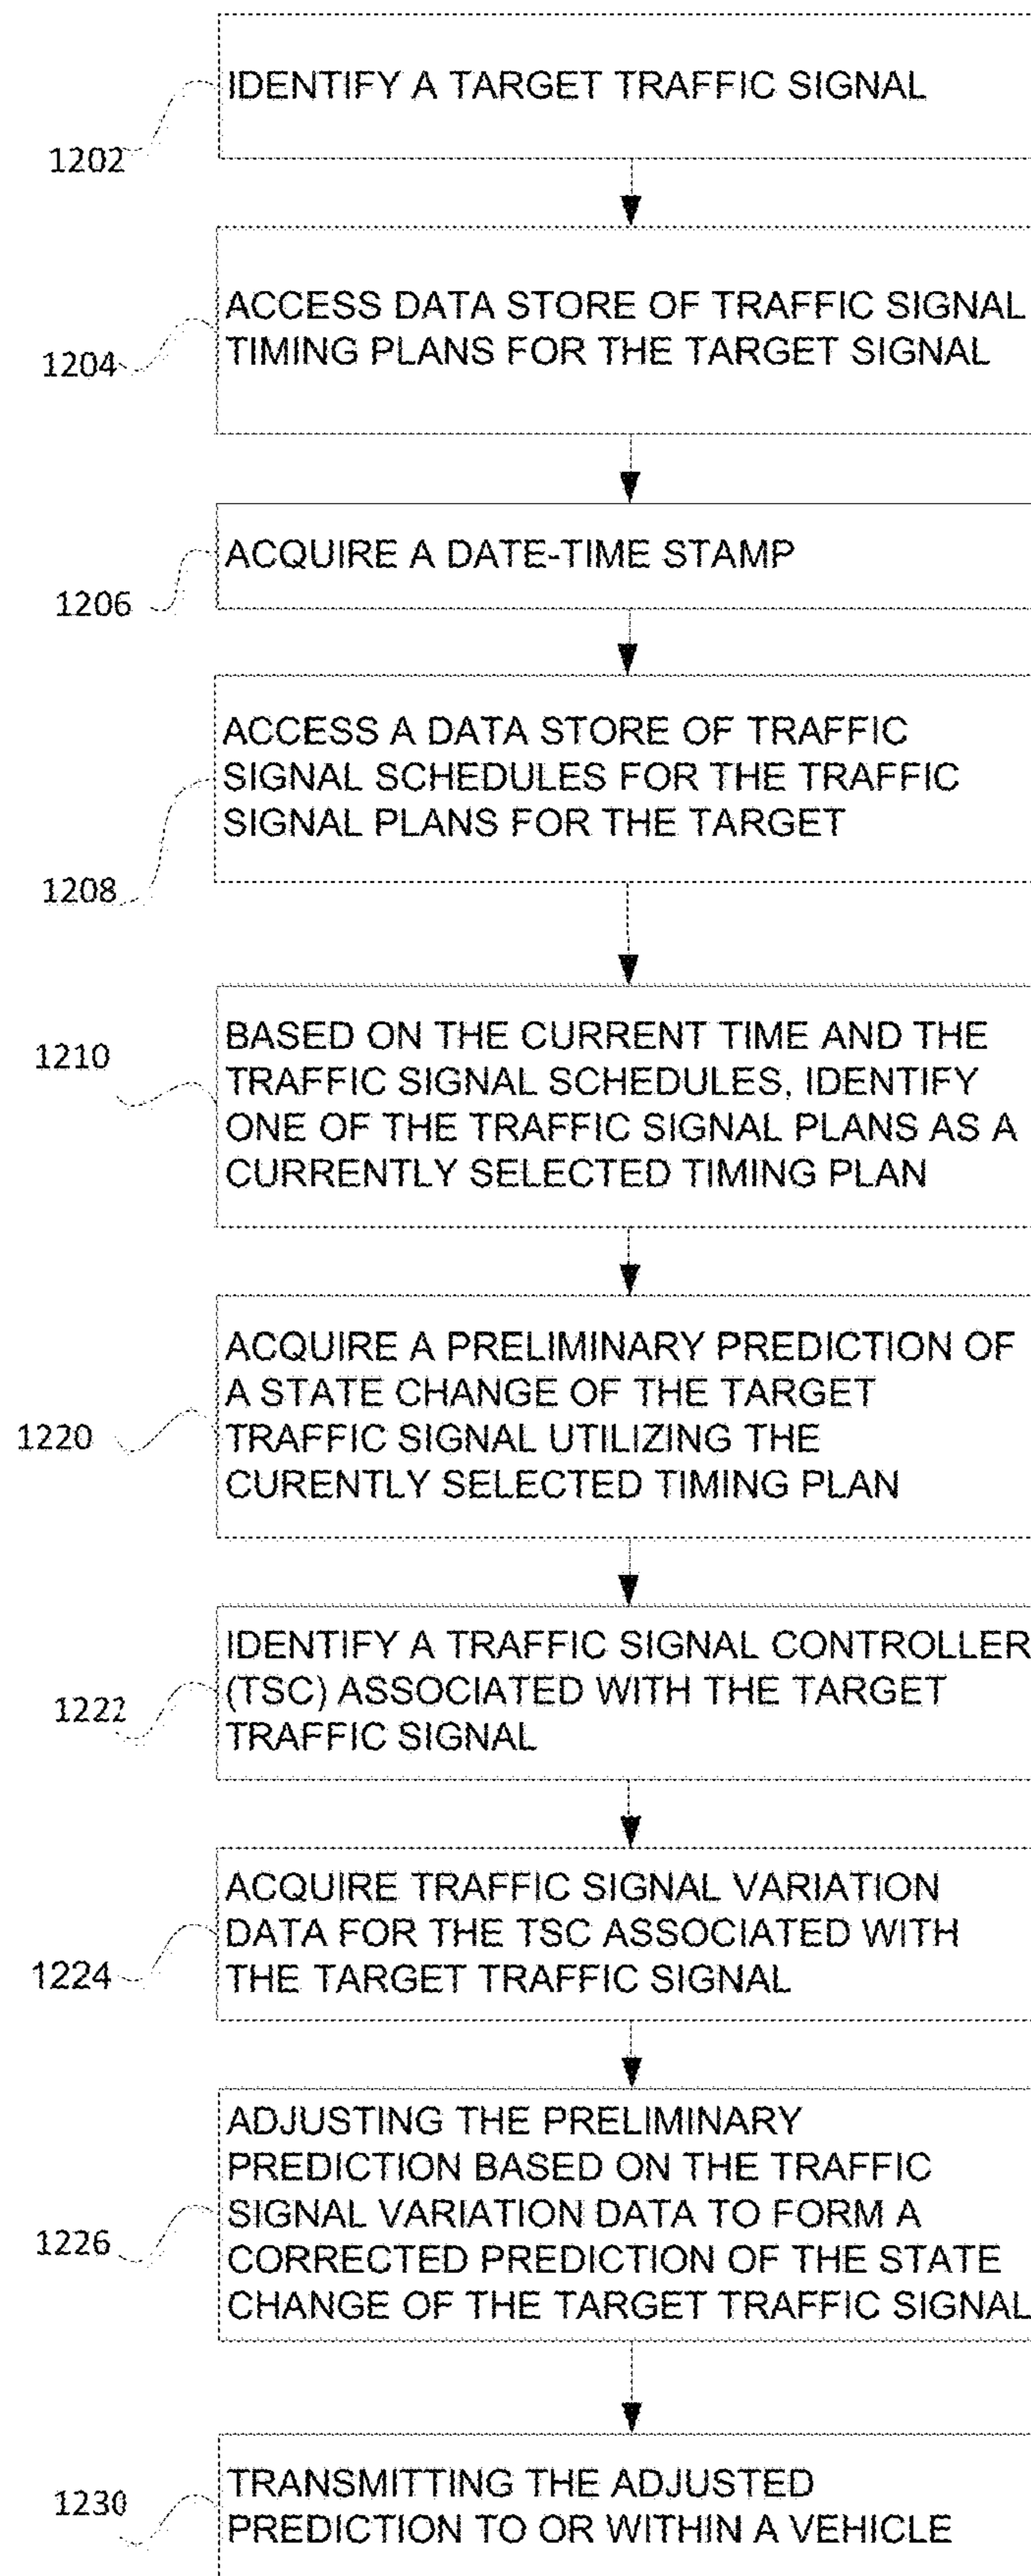 IDENTIFY A TARGET TRAFFIC SIGNAL
1202
ACCESS DATA STORE OF TRAFFIC SIGNAL
TIMING PLANS FOR THE TARGET SIGNAL
1204
ACQUIRE A DATE-TIME STAMP
1206
ACCESS A DATA STORE OF TRAFFIC
SIGNAL SCHEDULES FOR THE TRAFFIC
SIGNAL PLANS FOR THE TARGET
1208
BASED ON THE CURRENT TIME AND THE
TRAFFIC SIGNAL SCHEDULES, IDENTIFY
ONE OF THE TRAFFIC SIGNAL PLANS AS A
CURRENTLY SELECTED TIMING PLAN
1210
ACQUIRE A PRELIMINARY PREDICTION OF
A STATE CHANGE OF THE TARGET
TRAFFIC SIGNAL UTILIZING THE
CURENTLY SELECTED TIMING PLAN
1220
IDENTIFY A TRAFFIC SIGNAL CONTROLLER
(TSC) ASSOCIATED WITH THE TARGET
TRAFFIC SIGNAL
1222
ACQUIRE TRAFFIC SIGNAL VARIATION
DATA FOR THE TSC ASSOCIATED WITH
THE TARGET TRAFFIC SIGNAL
1224
ADJUSTING THE PRELIMINARY
PREDICTION BASED ON THE TRAFFIC
SIGNAL VARIATION DATA TO FORM A
CORRECTED PREDICTION OF THE STATE
CHANGE OF THE TARGET TRAFFIC SIGNAL
1226
TRANSMITTING THE ADJUSTED
PREDICTION TO OR WITHIN A VEHICLE
1230